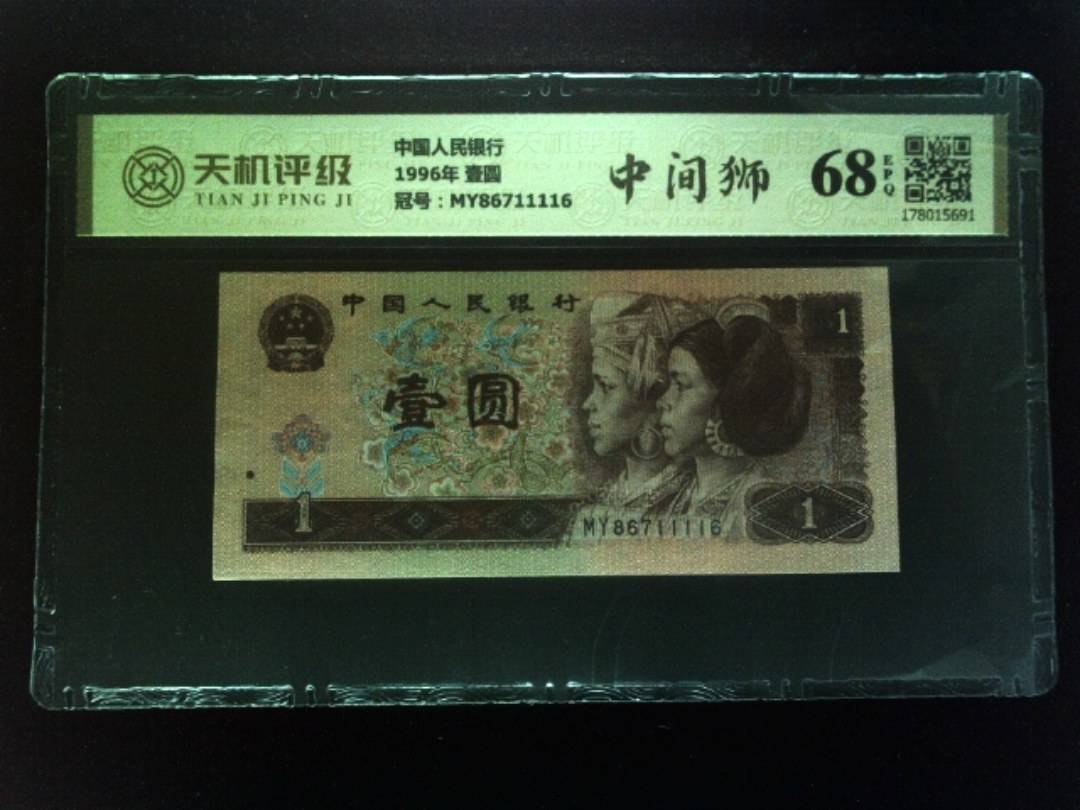 天机评级
TIAN JI PING JI
中国人民银行
1996年 壹圆
冠号：MY86711116
中间狮
68
EPQ
178015691
中国人民银行
1
壹圆
1
MY86711116
1